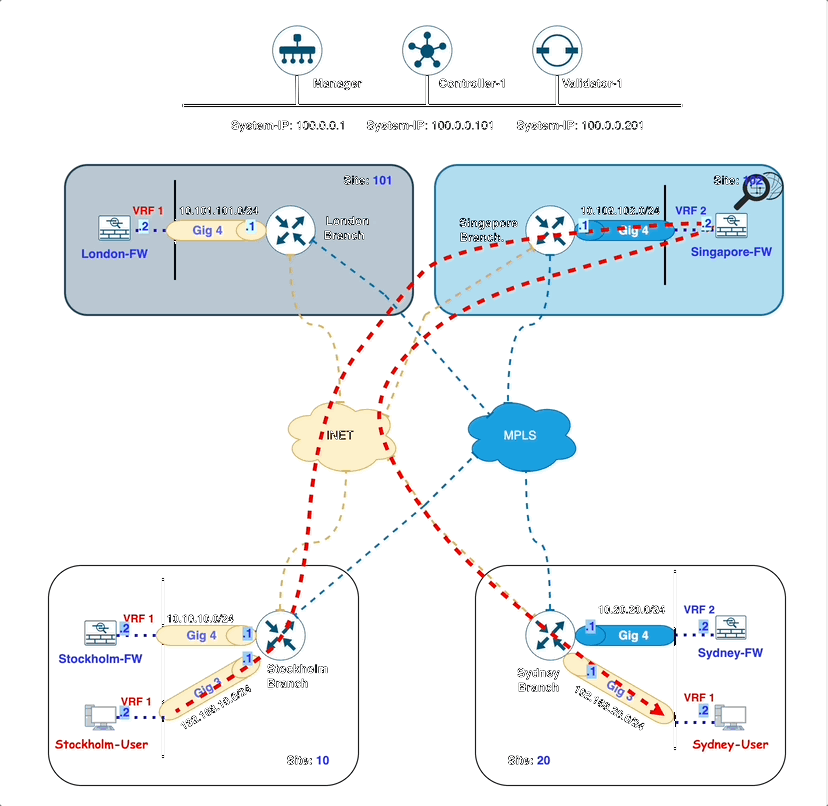 Manager
Controller-1
Validator-1
System-IP: 100.0.0.1
System-IP: 100.0.0.101
System-IP: 100.0.0.201
Site: 101
VRF 1
10.101.101.0/24
.2
Gig 4
.1
London
Branch
London-FW
Site: 102
Singapore
Branch
10.102.102.0/24
VRF 2
.1
Gig 4
.2
Singapore-FW
INET
MPLS
VRF 1
10.10.10.0/24
.2
Gig 4
.1
Stockholm-FW
Stockholm
Branch
VRF 1
.1
Gig 3
.2
192.168.10.0/24
Stockholm-User
Site: 10
10.20.20.0/24
VRF 2
.1
Gig 4
.2
Sydney-FW
Sydney
Branch
.1
Gig 3
VRF 1
.2
192.168.20.0/24
Sydney-User
Site: 20